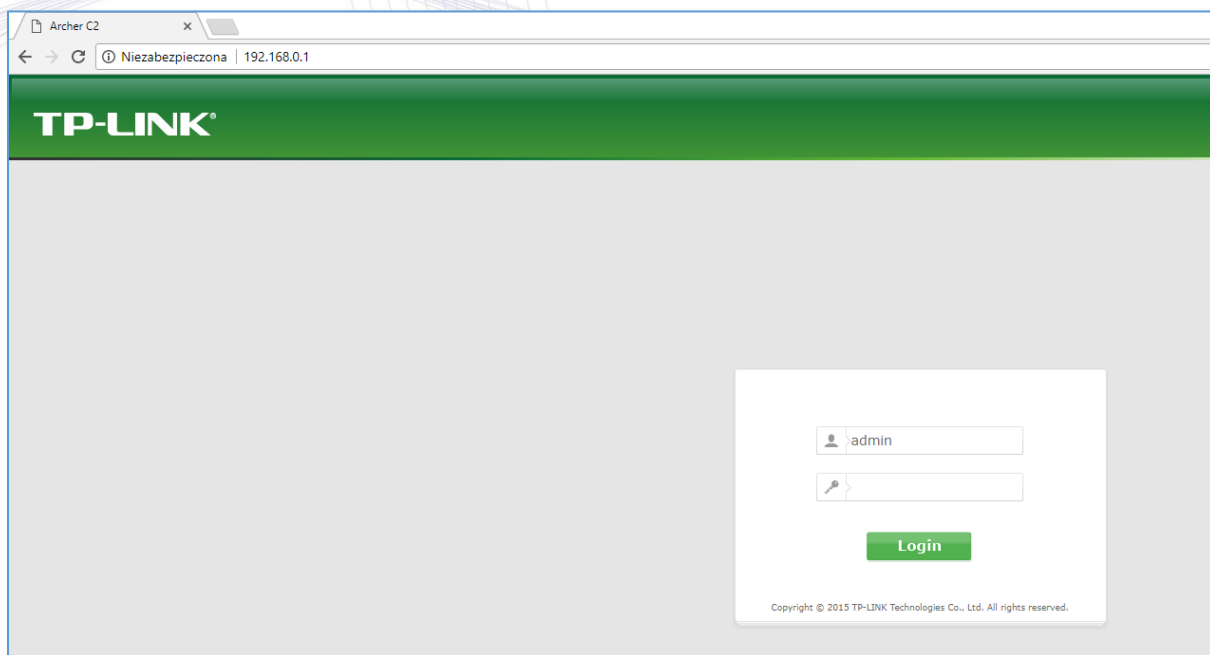 Archer C2
Niezabezpieczona | 192.168.0.1
TP-LINK®
admin
Login
Copyright © 2015 TP-LINK Technologies Co., Ltd. All rights reserved.